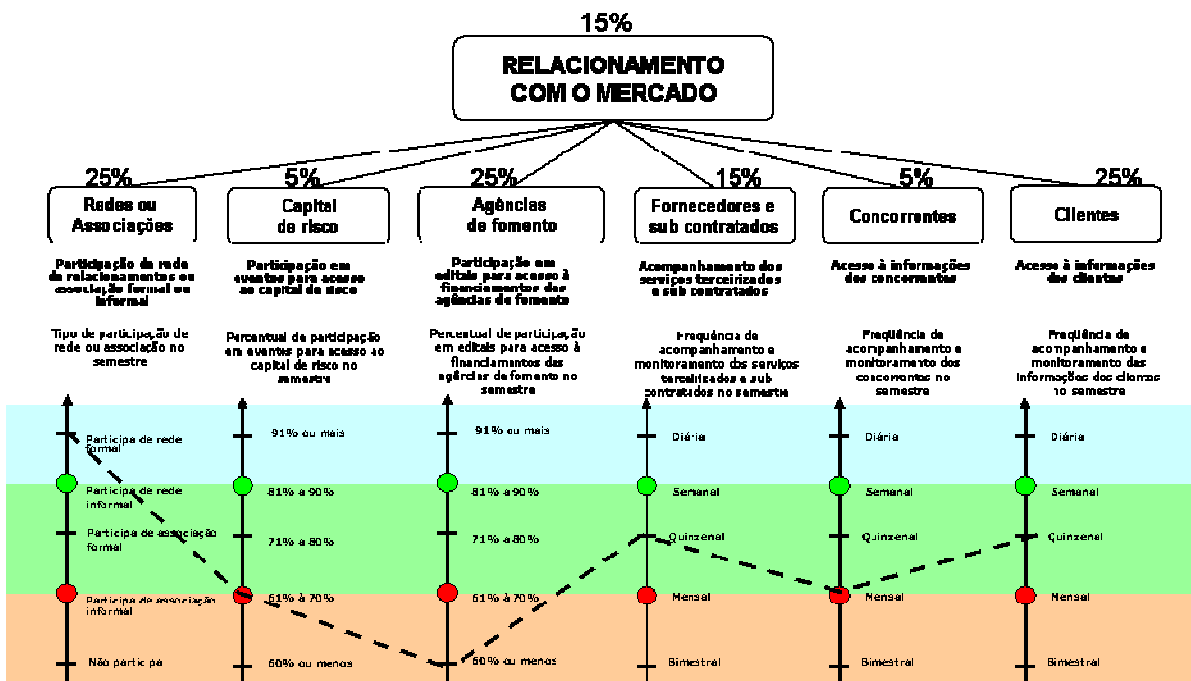 15%
RELACIONAMENTO
COM O MERCADO
25%
Redes ou
Associações
5%
Capital
de risco
25%
Agências
de fomento
15%
Fornecedores e
sub contratados
5%
Concorrentes
25%
Clientes
Participação de rede
de relacionamentos ou
associação formal ou
informal
Participação em
eventos para acesso
ao capital de risco
Participação em
editais para acesso à
financiamentos das
agências de fomento
Acompanhamento dos
serviços terceirizados
e sub contratados
Acesso à informações
dos concorrentes
Acesso à informações
dos clientes
Tipo de participação de
rede ou associação no
semestre
Percentual de participação
em eventos para acesso ao
capital de risco no
semestre
Percentual de participação
em editais para acesso à
financiamentos das
agências de fomento no
semestre
Freqüência de
acompanhamento e
monitoramento dos serviços
terceirizados e sub
contratados no semestre
Freqüência de
acompanhamento e
monitoramento dos
concorrentes no
semestre
Freqüência de
acompanhamento e
monitoramento das
informações dos clientes
no semestre
Participa de rede
formal
Participa de rede
informal
Participa de associação
formal
Participa de associação
informal
Não participa
91% ou mais
81% a 90%
71% a 80%
61% à 70%
60% ou menos
91% ou mais
81% a 90%
71% a 80%
61% à 70%
60% ou menos
Diária
Semanal
Quinzenal
Mensal
Bimestral
Diária
Semanal
Quinzenal
Mensal
Bimestral
Diária
Semanal
Quinzenal
Mensal
Bimestral